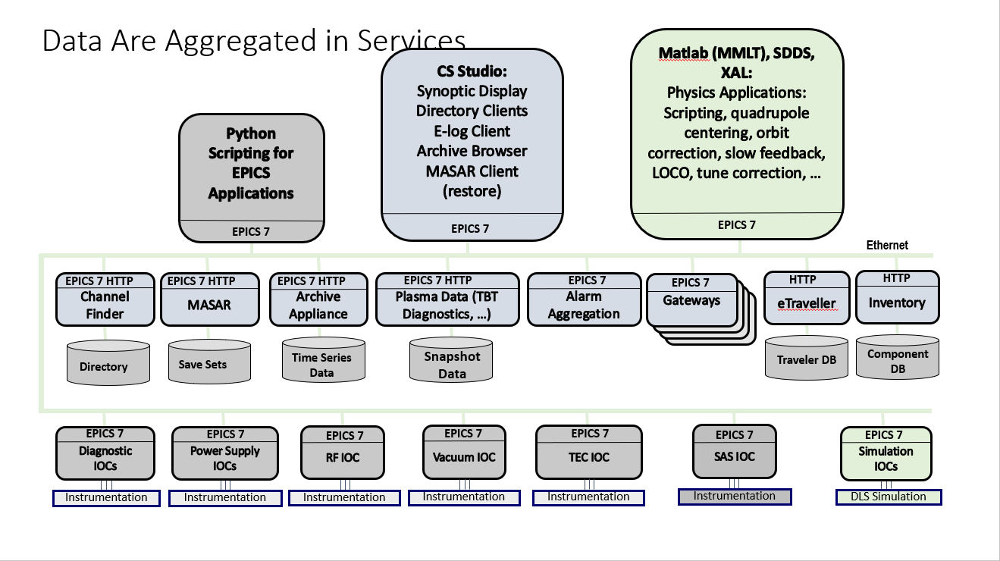 Data Are Aggregated in Services
Python
Scripting for
EPICS
Applications
EPICS 7
CS Studio:
Synoptic Display
Directory Clients
E-log Client
Archive Browser
MASAR Client
(restore)
EPICS 7
Matlab (MMLT), SDDS,
XAL:
Physics Applications:
Scripting, quadrupole
centering, orbit
correction, slow feedback,
LOCO, tune correction, …
EPICS 7
Ethernet
EPICS 7 HTTP
Channel
Finder
EPICS 7 HTTP
MASAR
EPICS 7 HTTP
Archive
Appliance
EPICS 7 HTTP
Plasma Data (TBT
Diagnostics, …)
EPICS 7
Alarm
Aggregation
EPICS 7
Gateways
HTTP
eTraveller
HTTP
Inventory
Directory
Save Sets
Time Series
Data
Snapshot
Data
Traveler DB
Component
DB
EPICS 7
Diagnostic
IOCs
EPICS 7
Power Supply
IOCs
EPICS 7
RF IOC
EPICS 7
Vacuum IOC
EPICS 7
TEC IOC
EPICS 7
SAS IOC
EPICS 7
Simulation
IOCs
Instrumentation
Instrumentation
Instrumentation
Instrumentation
Instrumentation
Instrumentation
DLS Simulation